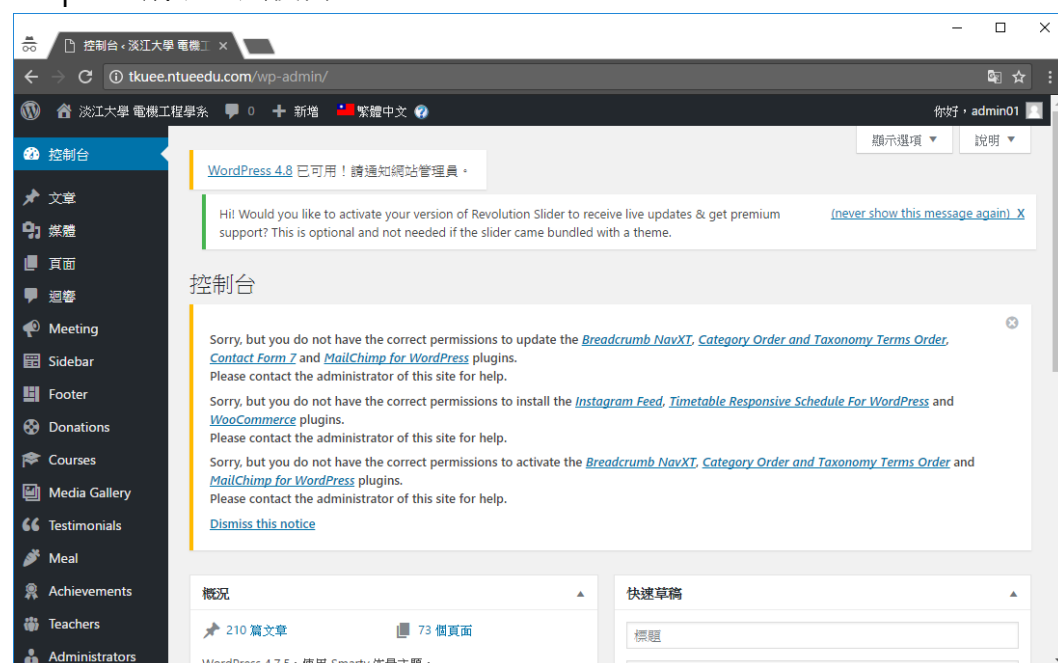 控制台 ‹ 淡江大學 電機工
tkuee.ntueedu.com/wp-admin/
淡江大學 電機工程學系 0 新增 繁體中文 你好，admin01
顯示選項 說明
控制台
文章
媒體
頁面
迴響
Meeting
Sidebar
Footer
Donations
Courses
Media Gallery
Testimonials
Meal
Achievements
Teachers
Administrators
WordPress 4.8 已可用！請通知網站管理員。
Hi! Would you like to activate your version of Revolution Slider to receive live updates & get premium
support? This is optional and not needed if the slider came bundled with a theme.
(never show this message again) X
控制台
Sorry, but you do not have the correct permissions to update the Breadcrumb NavXT, Category Order and Taxonomy Terms Order,
Contact Form 7 and MailChimp for WordPress plugins.
Please contact the administrator of this site for help.
Sorry, but you do not have the correct permissions to install the Instagram Feed, Timetable Responsive Schedule For WordPress and
WooCommerce plugins.
Please contact the administrator of this site for help.
Sorry, but you do not have the correct permissions to activate the Breadcrumb NavXT, Category Order and Taxonomy Terms Order and
MailChimp for WordPress plugins.
Please contact the administrator of this site for help.
Dismiss this notice
概況
210 篇文章 73 個頁面
WordPress 4.7.5，使用 Smarty 佈景主題。
快速草稿
標題